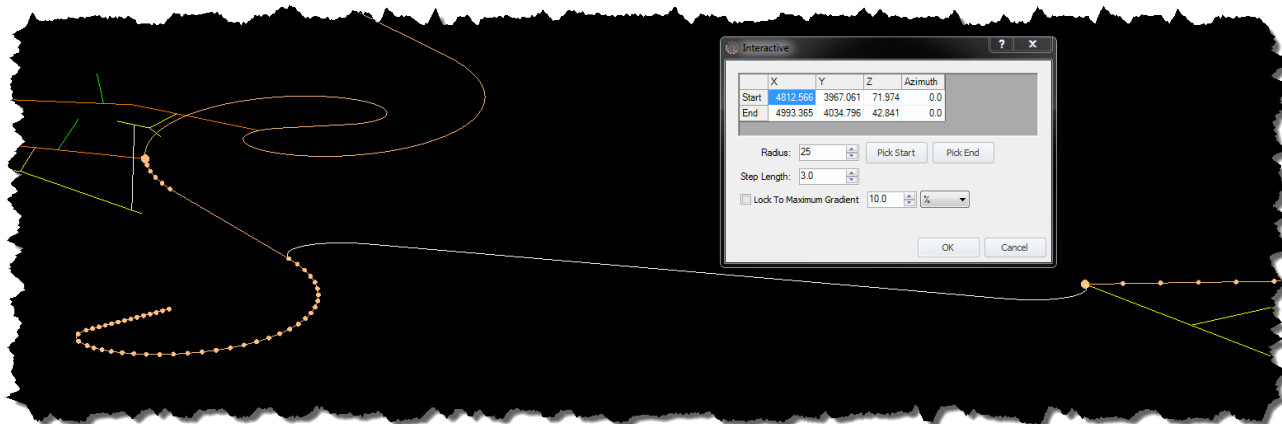 Interactive
X Y Z Azimuth
Start 4812.566 3967.061 71.974 0.0
End 4993.365 4034.796 42.841 0.0
Radius: 25 Pick Start Pick End
Step Length: 3.0
Lock To Maximum Gradient 10.0 %
OK Cancel